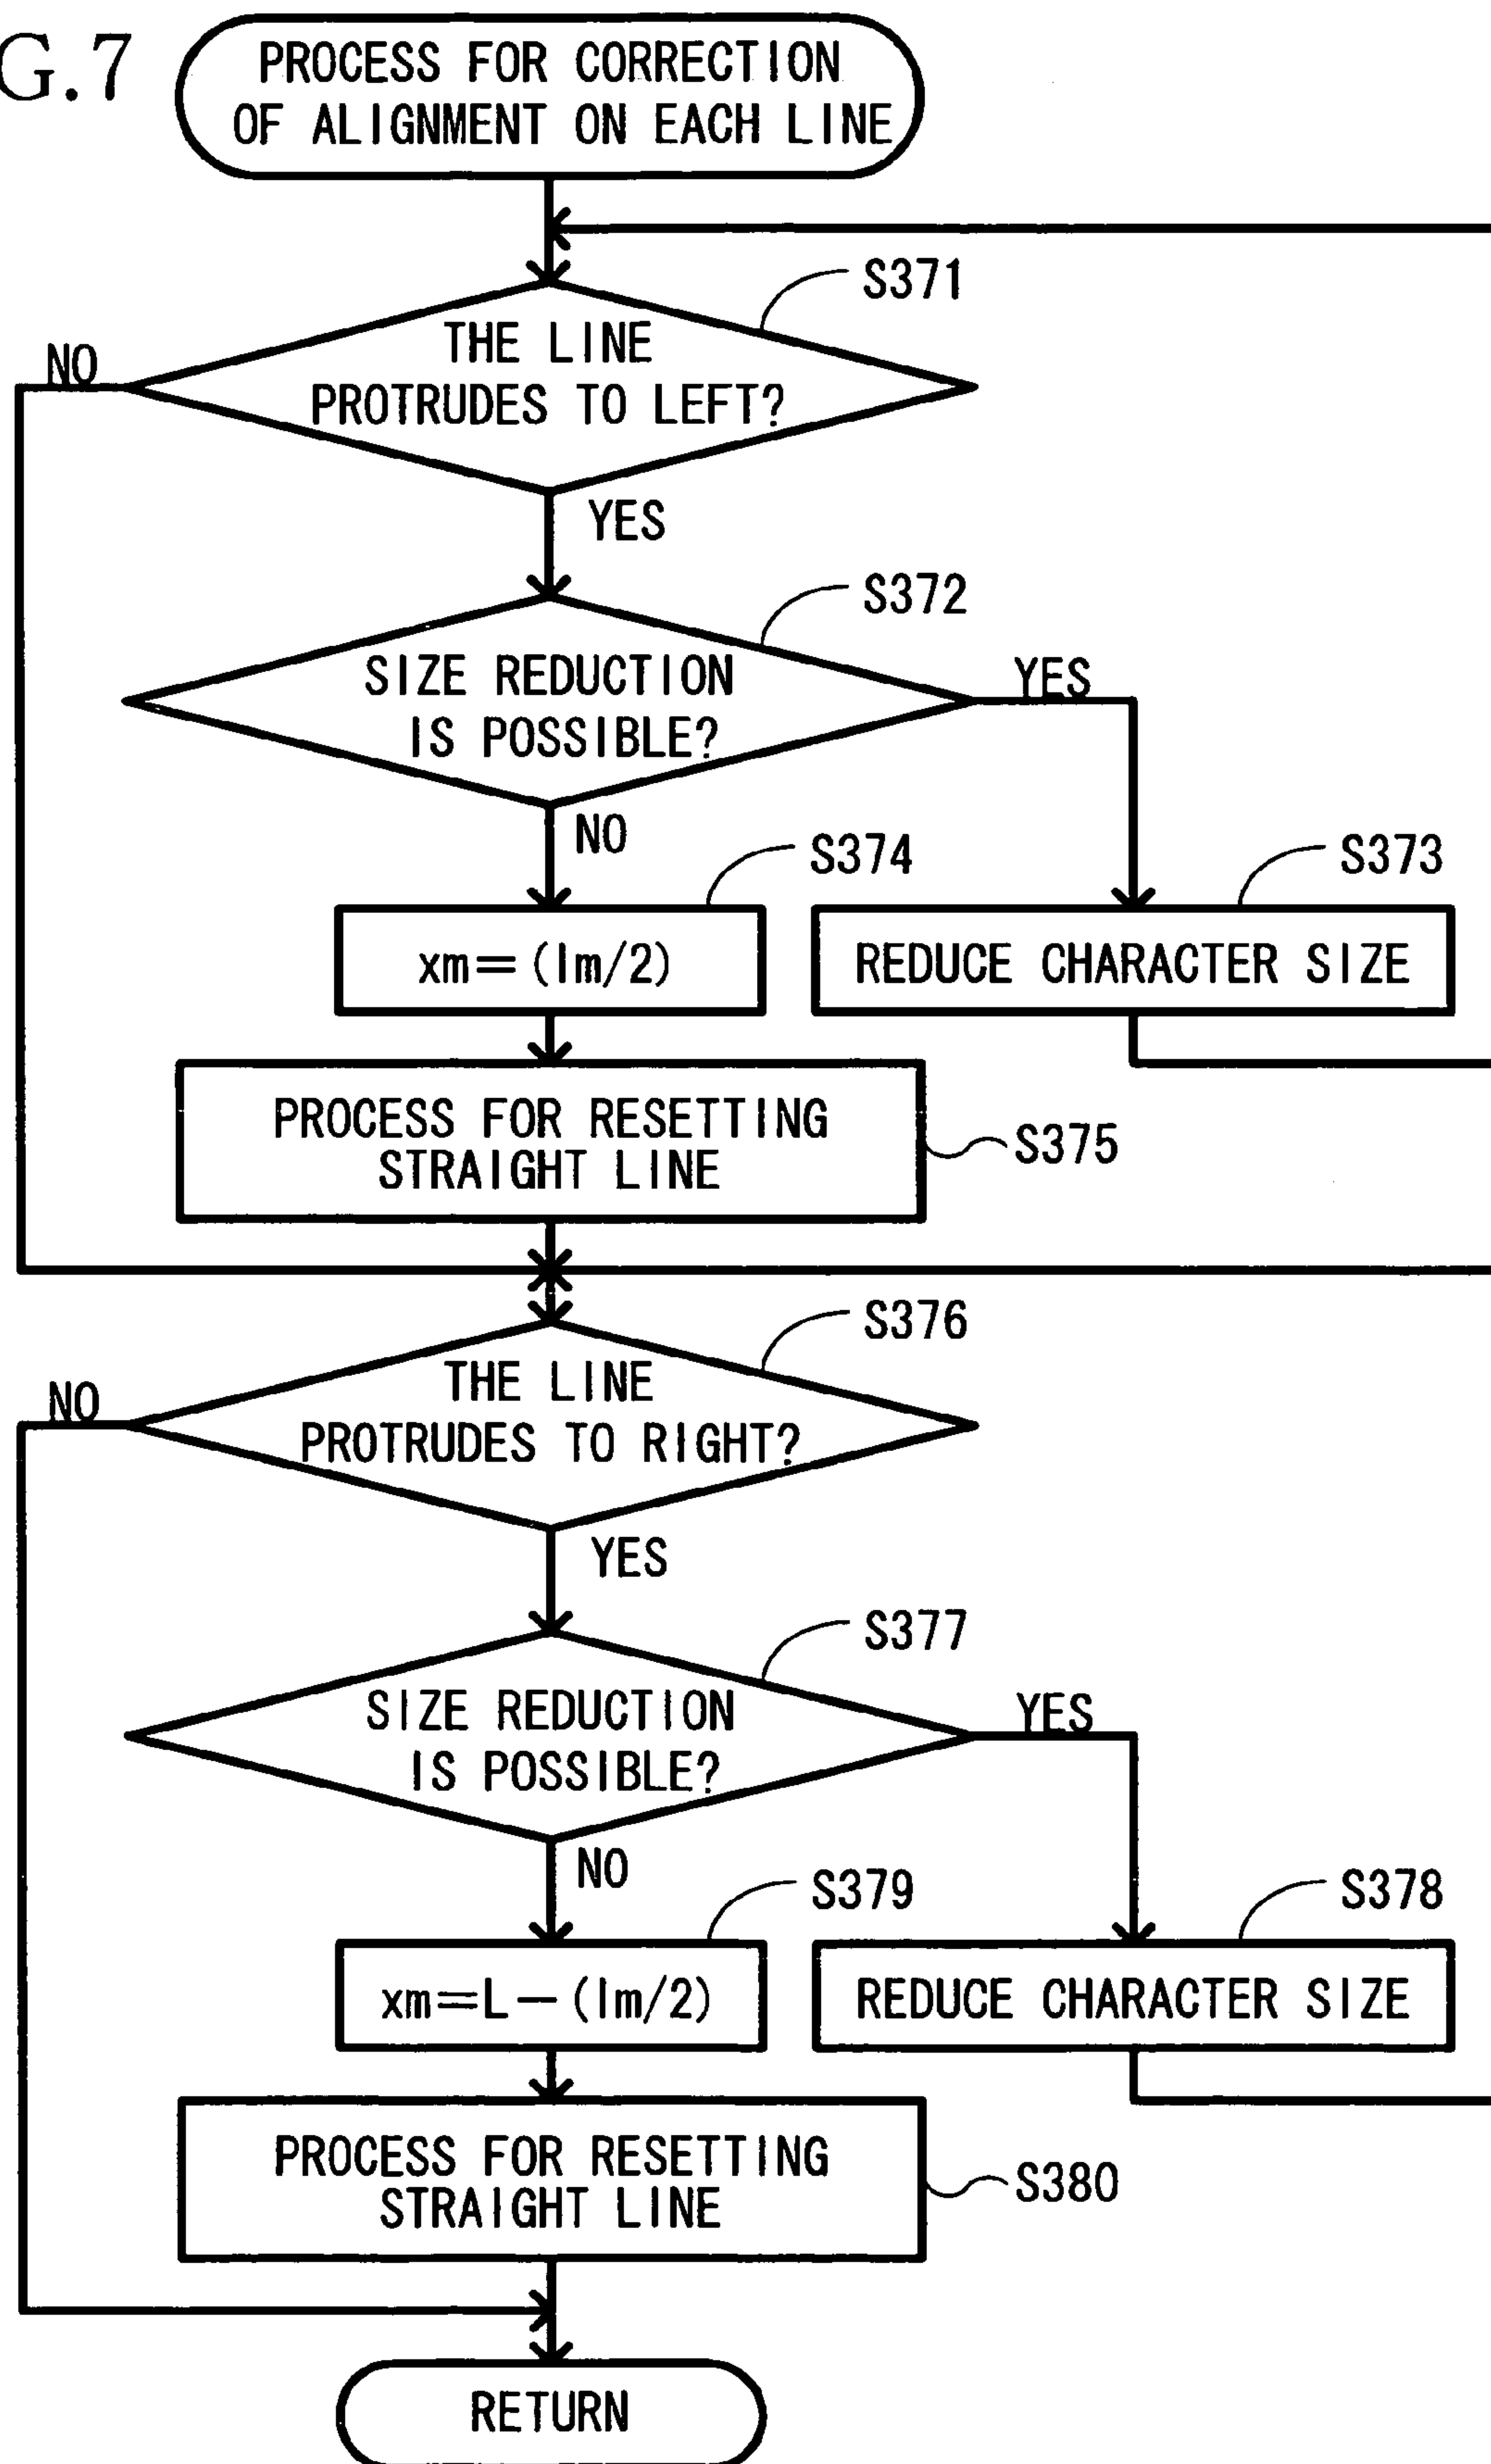 G.7
PROCESS FOR CORRECTION
OF ALIGNMENT ON EACH LINE
S371
THE LINE
PROTRUDES TO LEFT?
NO
YES
S372
SIZE REDUCTION
IS POSSIBLE?
YES
NO
S374
S373
xm=(lm/2)
REDUCE CHARACTER SIZE
PROCESS FOR RESETTING
STRAIGHT LINE
S375
S376
THE LINE
PROTRUDES TO RIGHT?
NO
YES
S377
SIZE REDUCTION
IS POSSIBLE?
YES
NO
S379
S378
xm=L-(lm/2)
REDUCE CHARACTER SIZE
PROCESS FOR RESETTING
STRAIGHT LINE
S380
RETURN